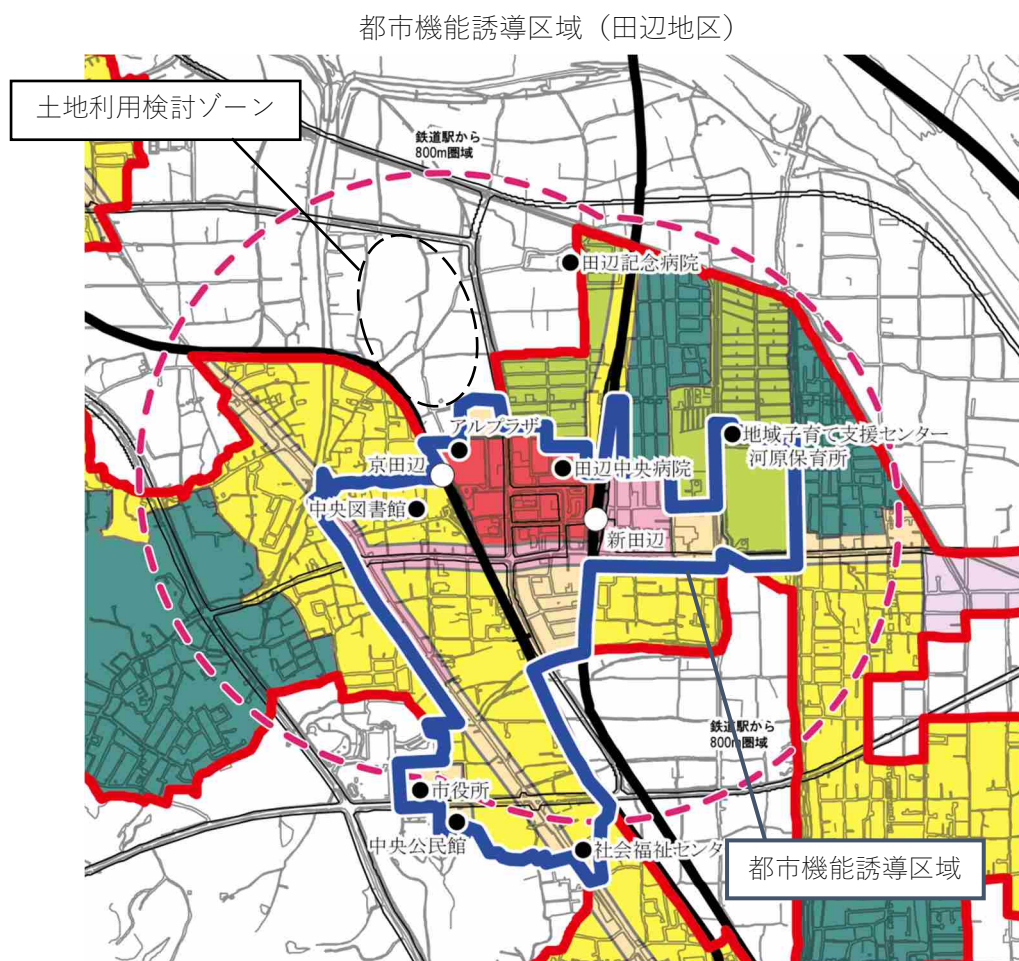 都市機能誘導区域（田辺地区）
土地利用検討ゾーン
鉄道駅から
800m圏域
田辺記念病院
アルプラザ
地域子育て支援センター
河原保育所
京田辺
田辺中央病院
中央図書館
新田辺
鉄道駅から
800m圏域
市役所
中央公民館
社会福祉センタ
都市機能誘導区域